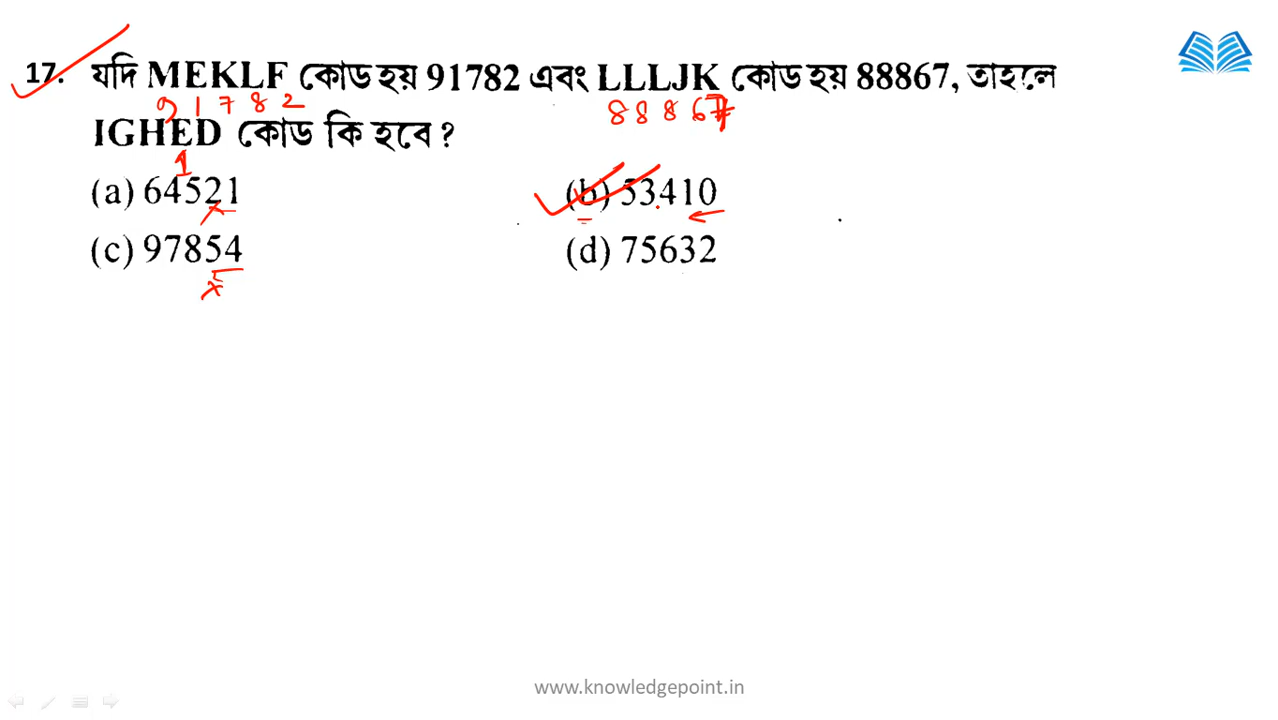 17. যদি MEKLF কোড হয় 91782 এবং LLLJK কোড হয় 88867, তাহলে
9 1 7 8 2 8 8 8 6 7
IGHED কোড কি হবে ?
1
(a) 64521 (b) 53410
(c) 97854 (d) 75632
www.knowledgepoint.in